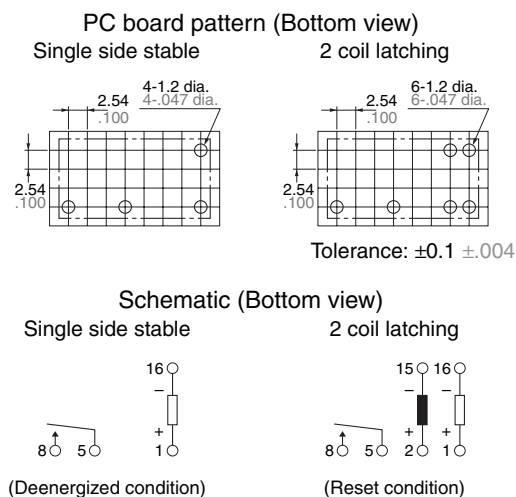 PC board pattern (Bottom view)
Single side stable
2 coil latching
2.54
.100
4-1.2 dia.
4-.047 dia.
2.54
.100
2.54
.100
6-1.2 dia.
6-.047 dia.
2.54
.100
Tolerance: ±0.1 ±.004
Schematic (Bottom view)
Single side stable
2 coil latching
16
–
+
8 5 1
15 16
– –
+ +
8 5 2 1
(Deenergized condition)
(Reset condition)